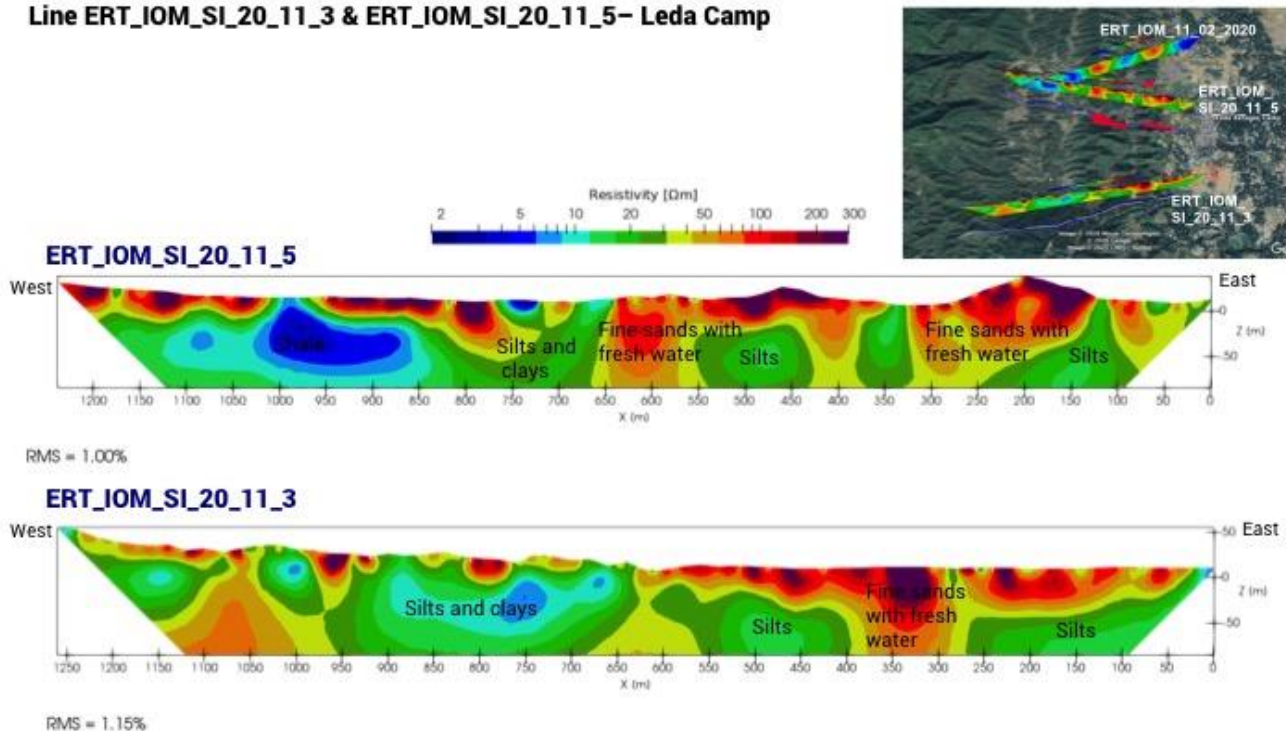 Line ERT_IOM_SI_20_11_3 & ERT_IOM_SI_20_11_5– Leda Camp
ERT_IOM_11_02_2020
ERT_IOM_
SI_20_11_5
ERT_IOM_
SI_20_11_3
Resistivity [Ωm]
2 5 10 20 50 100 200 300
ERT_IOM_SI_20_11_5
West
East
Shale
Silts and
clays
Fine sands with
fresh water
Silts
Fine sands with
fresh water
Silts
0
Z (m)
-50
1200 1150 1100 1050 1000 950 900 850 800 750 700 650 600 550 500 450 400 350 300 250 200 150 100 50 0
X (m)
RMS = 1.00%
ERT_IOM_SI_20_11_3
West
50 East
Silts and clays
Silts
Fine sands
with fresh
water
Silts
0
Z (m)
-50
1250 1200 1150 1100 1050 1000 950 900 850 800 750 700 650 600 550 500 450 400 350 300 250 200 150 100 50 0
X (m)
RMS = 1.15%